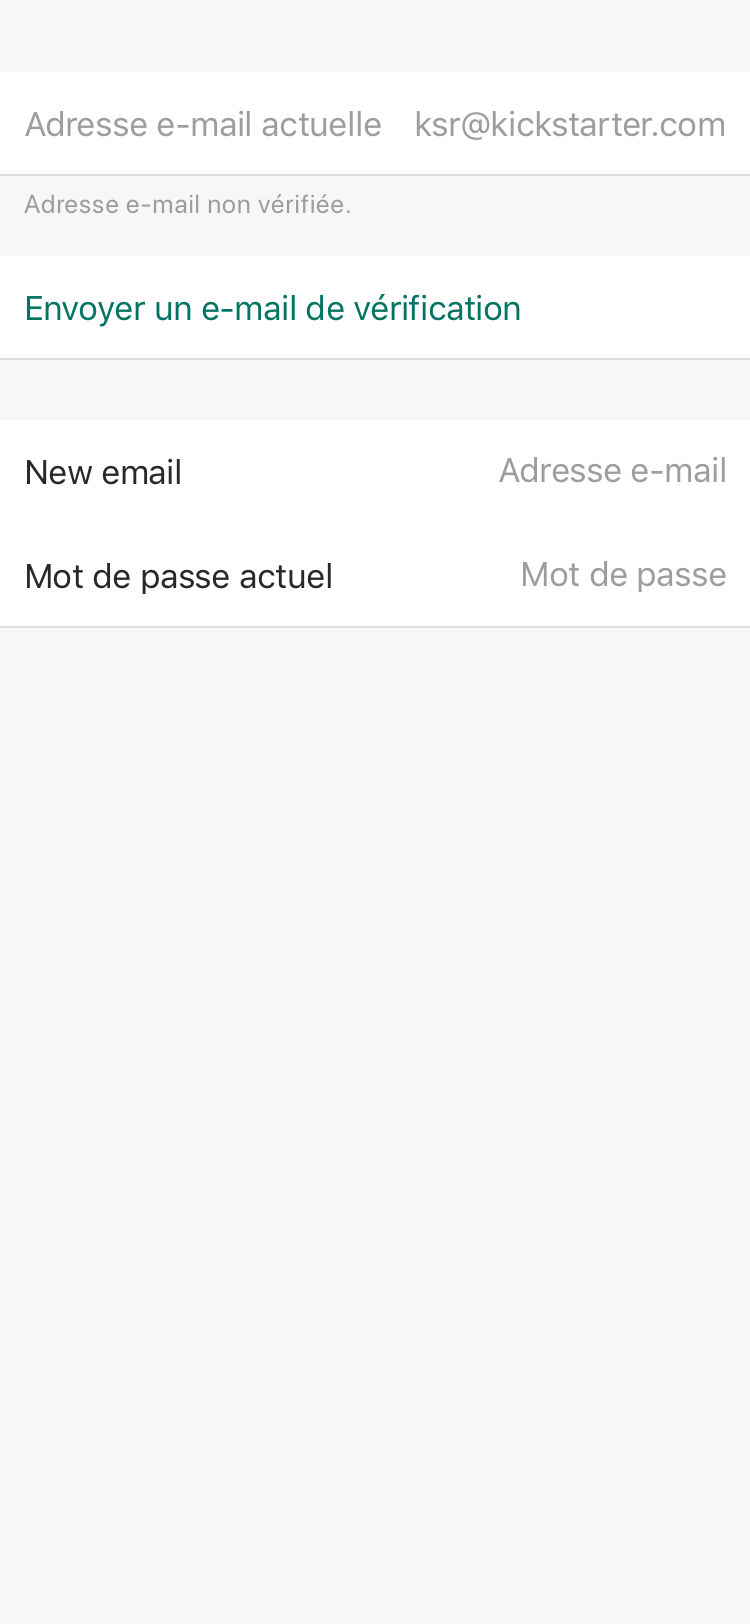 Adresse e-mail actuelle ksr@kickstarter.com
Adresse e-mail non vérifiée.
Envoyer un e-mail de vérification
New email Adresse e-mail
Mot de passe actuel Mot de passe